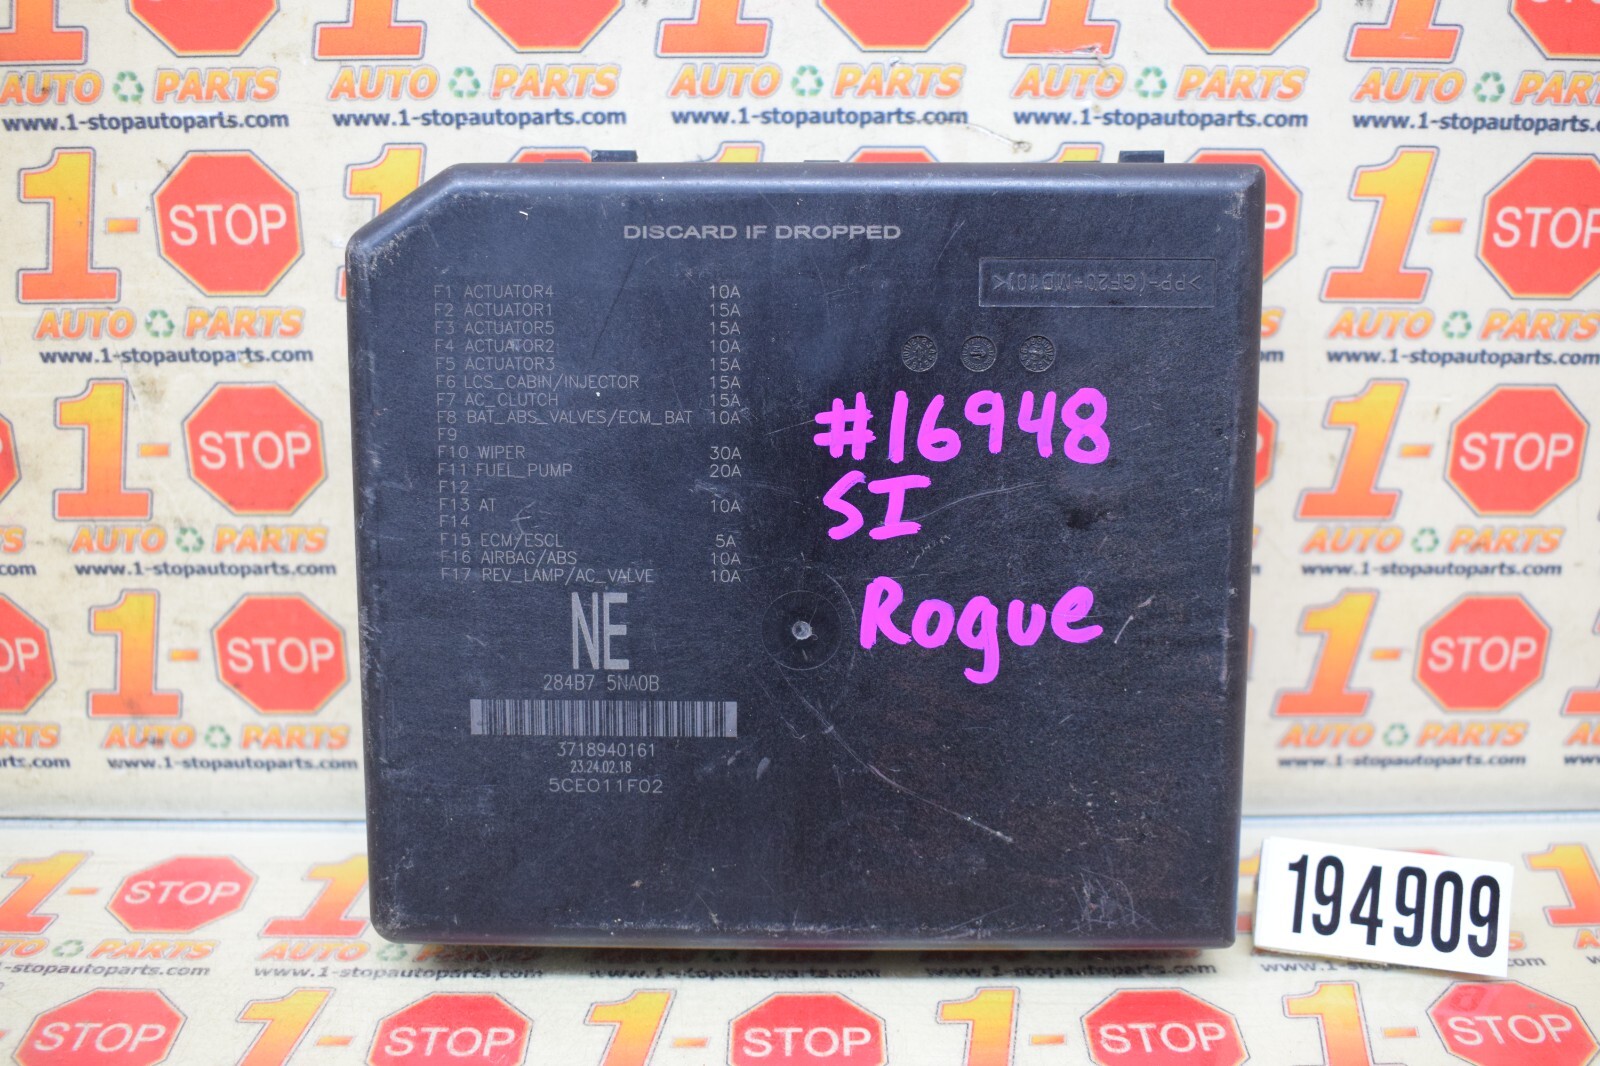 DISCARD IF DROPPED
>PP-(GF20+MD10)<
F1 ACTUATOR4 10A
F2 ACTUATOR1 15A
F3 ACTUATOR5 15A
F4 ACTUATOR2 10A
F5 ACTUATOR3 15A
F6 LCS_CABIN/INJECTOR 15A
F7 AC_CLUTCH 15A
F8 BAT_ABS_VALVES/ECM_BAT 10A
F9
F10 WIPER 30A
F11 FUEL_PUMP 20A
F12 -
F13 AT 10A
F14
F15 ECM/ESCL 5A
F16 AIRBAG/ABS 10A
F17 REV_LAMP/AC_VALVE 10A
NE
284B7 5NA0B
3718940161
23.24.02.18
5CE011F02
#16948
SI
Rogue
194909
1-STOP
AUTO PARTS
www.1-stopautoparts.com